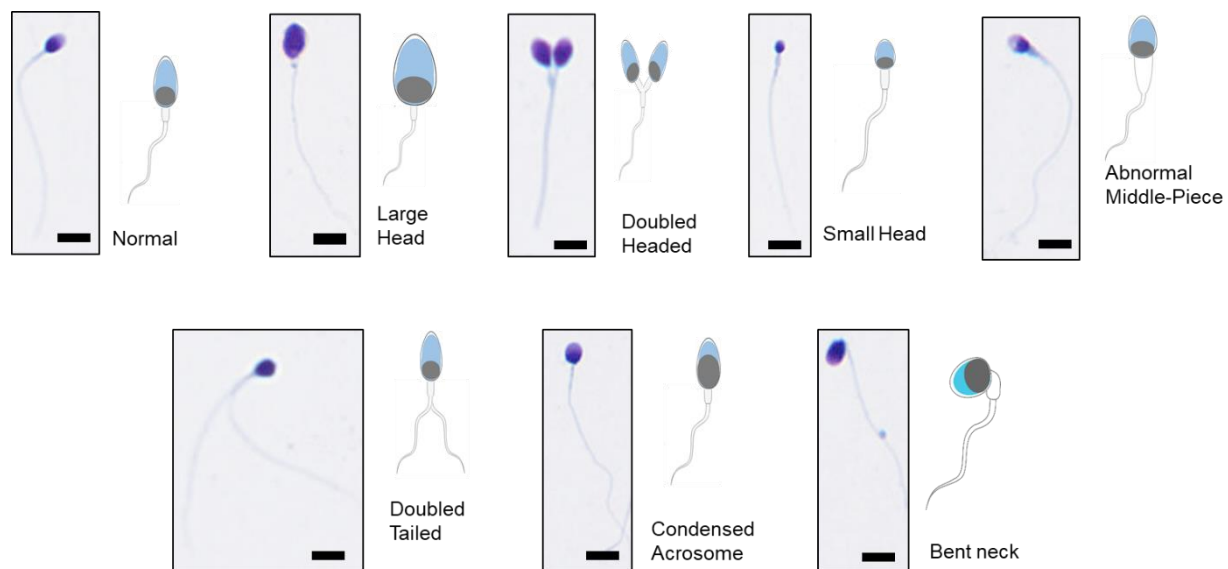 Normal
Large
Head
Doubled
Headed
Small Head
Abnormal
Middle-Piece
Doubled
Tailed
Condensed
Acrosome
Bent neck